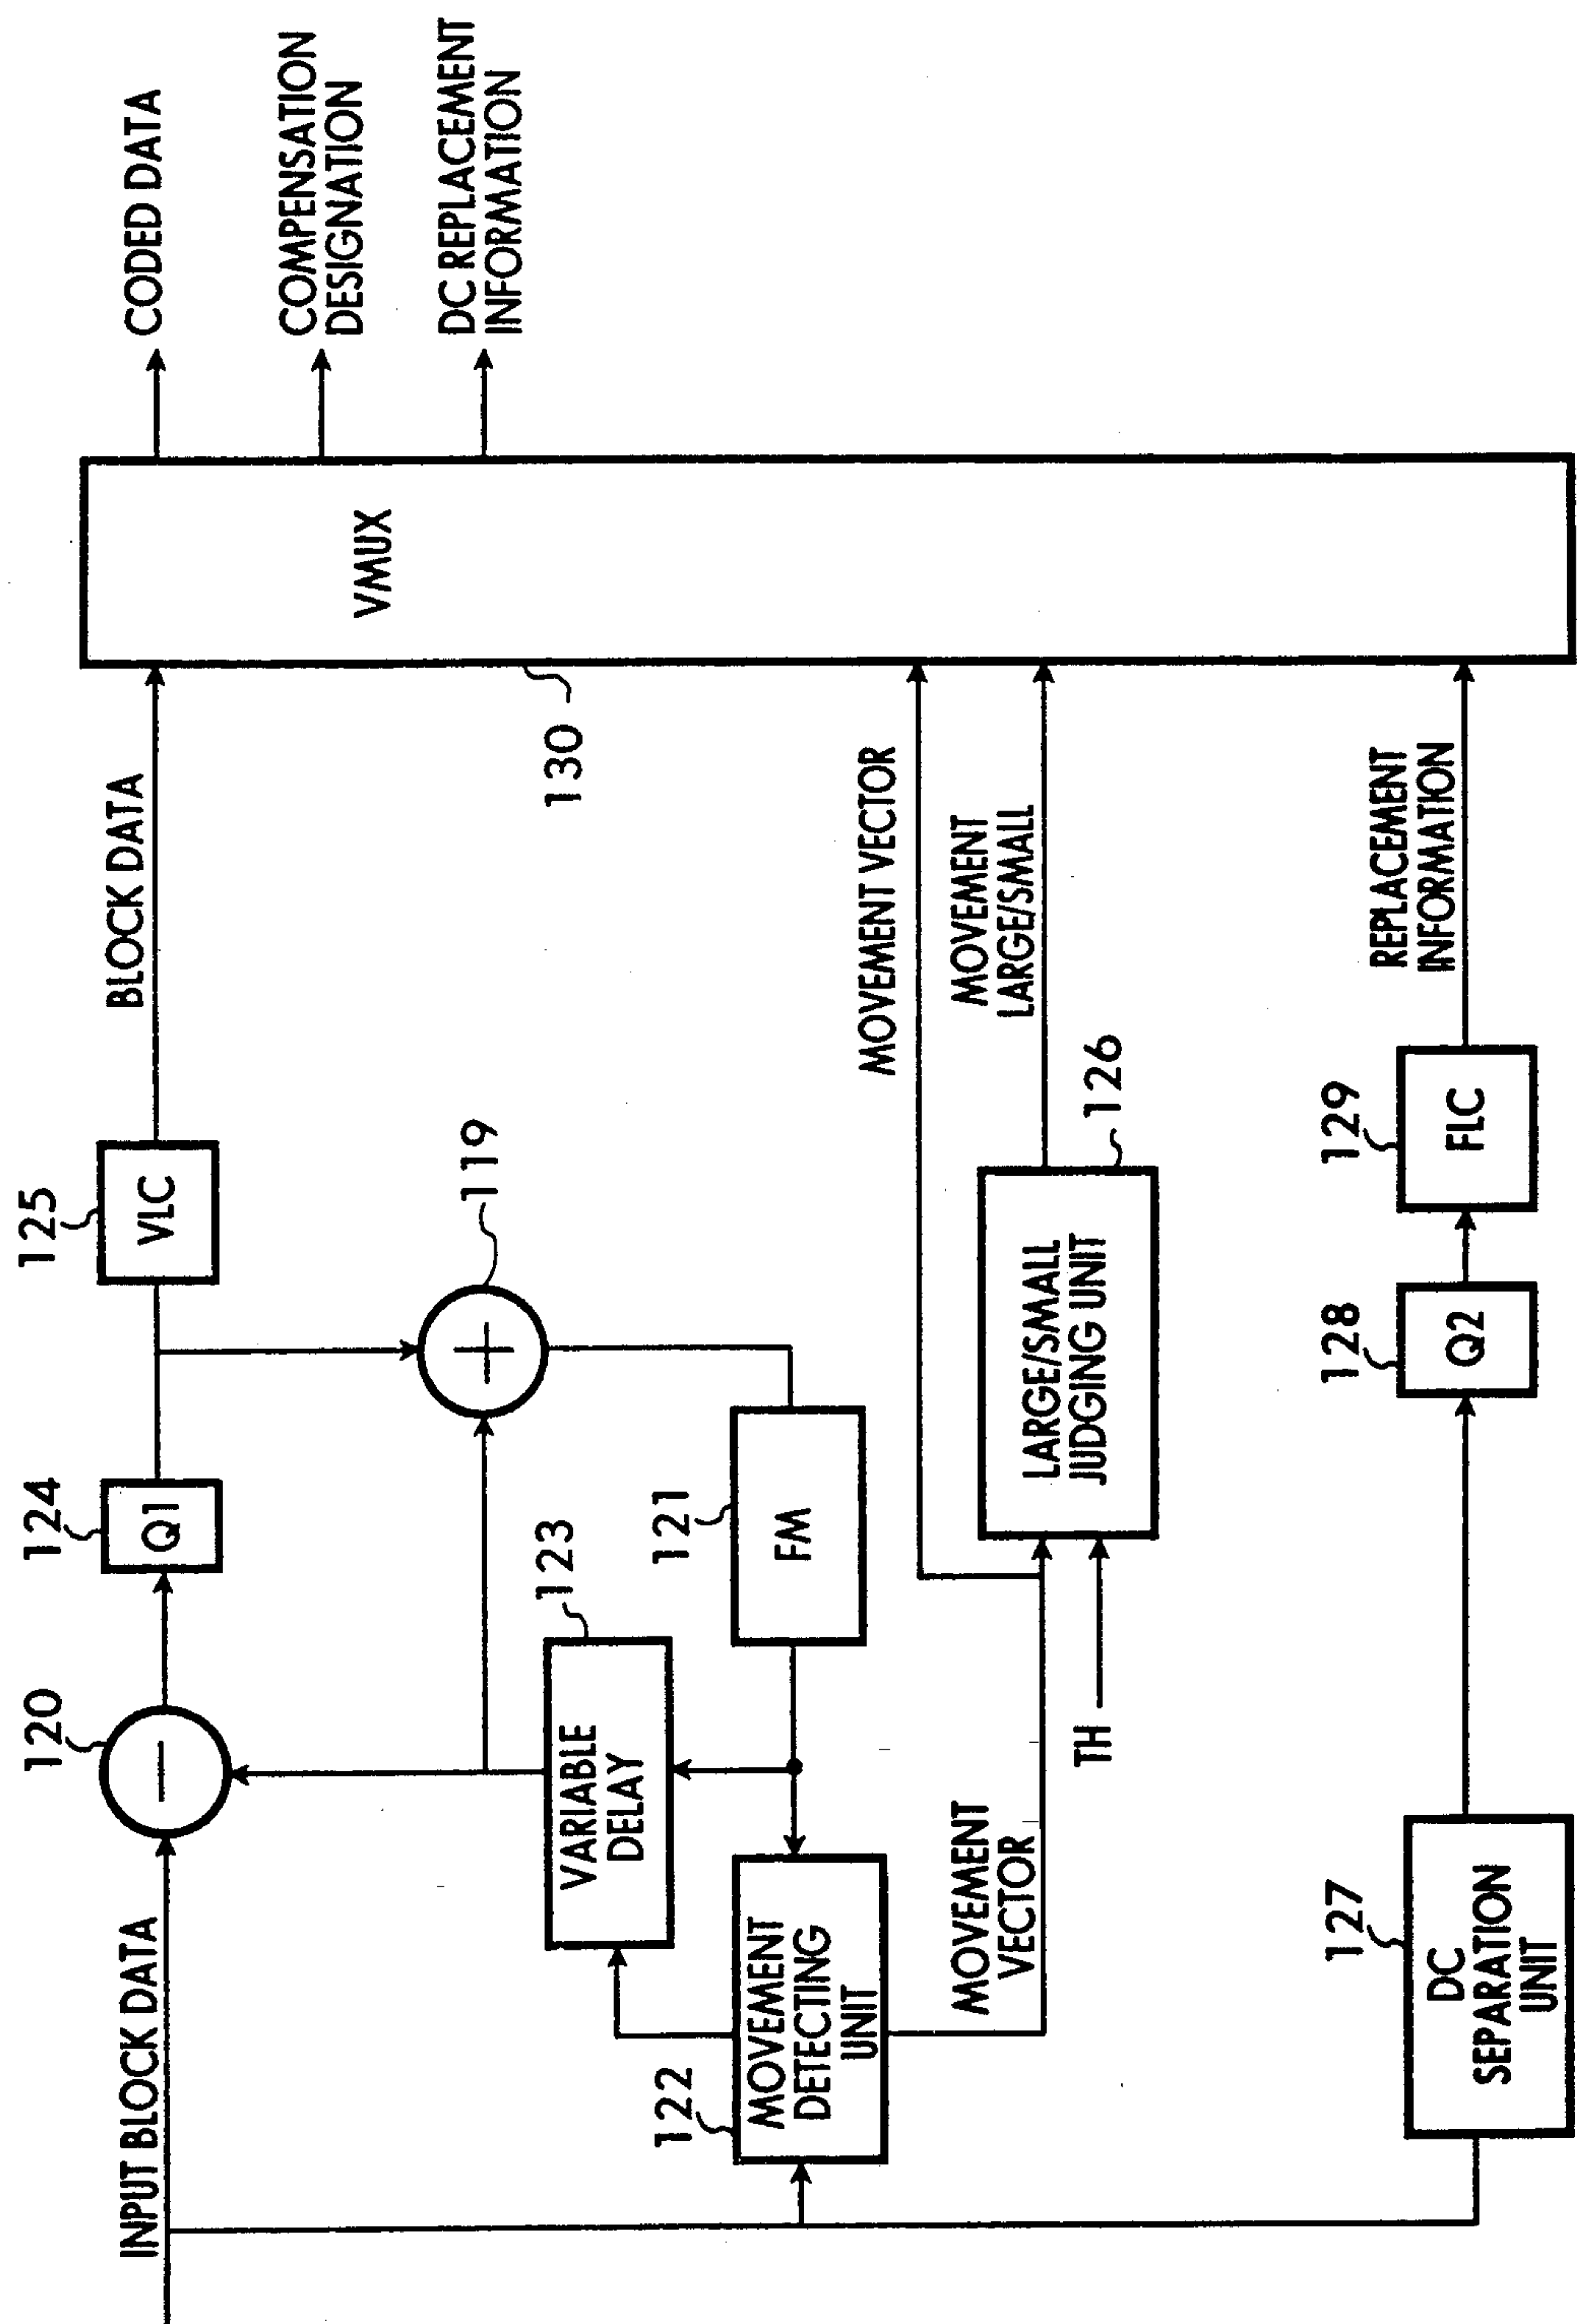 INPUT BLOCK DATA
120
124
Q1
125
VLC
BLOCK DATA
CODED DATA
COMPENSATION
DESIGNATION
DC REPLACEMENT
INFORMATION
VMUX
130
119
123
VARIABLE
DELAY
121
FM
122
MOVEMENT
DETECTING
UNIT
MOVEMENT
VECTOR
MOVEMENT VECTOR
TH
LARGE/SMALL
JUDGING UNIT
126
MOVEMENT
LARGE/SMALL
127
DC
SEPARATION
UNIT
128
Q2
129
FLC
REPLACEMENT
INFORMATION